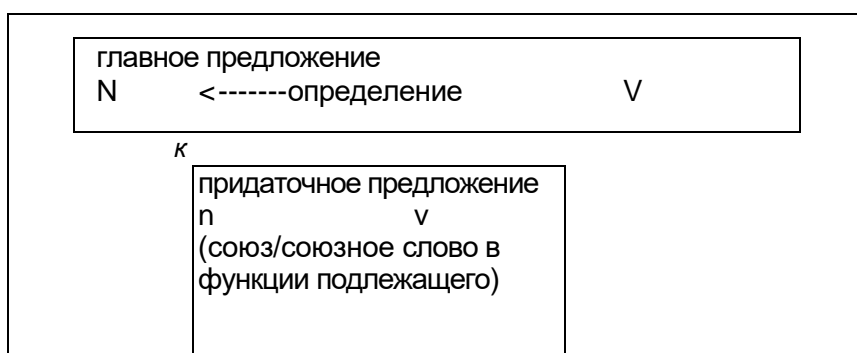 главное предложение
N <-------определение V
к
придаточное предложение
n v
(союз/союзное слово в
функции подлежащего)